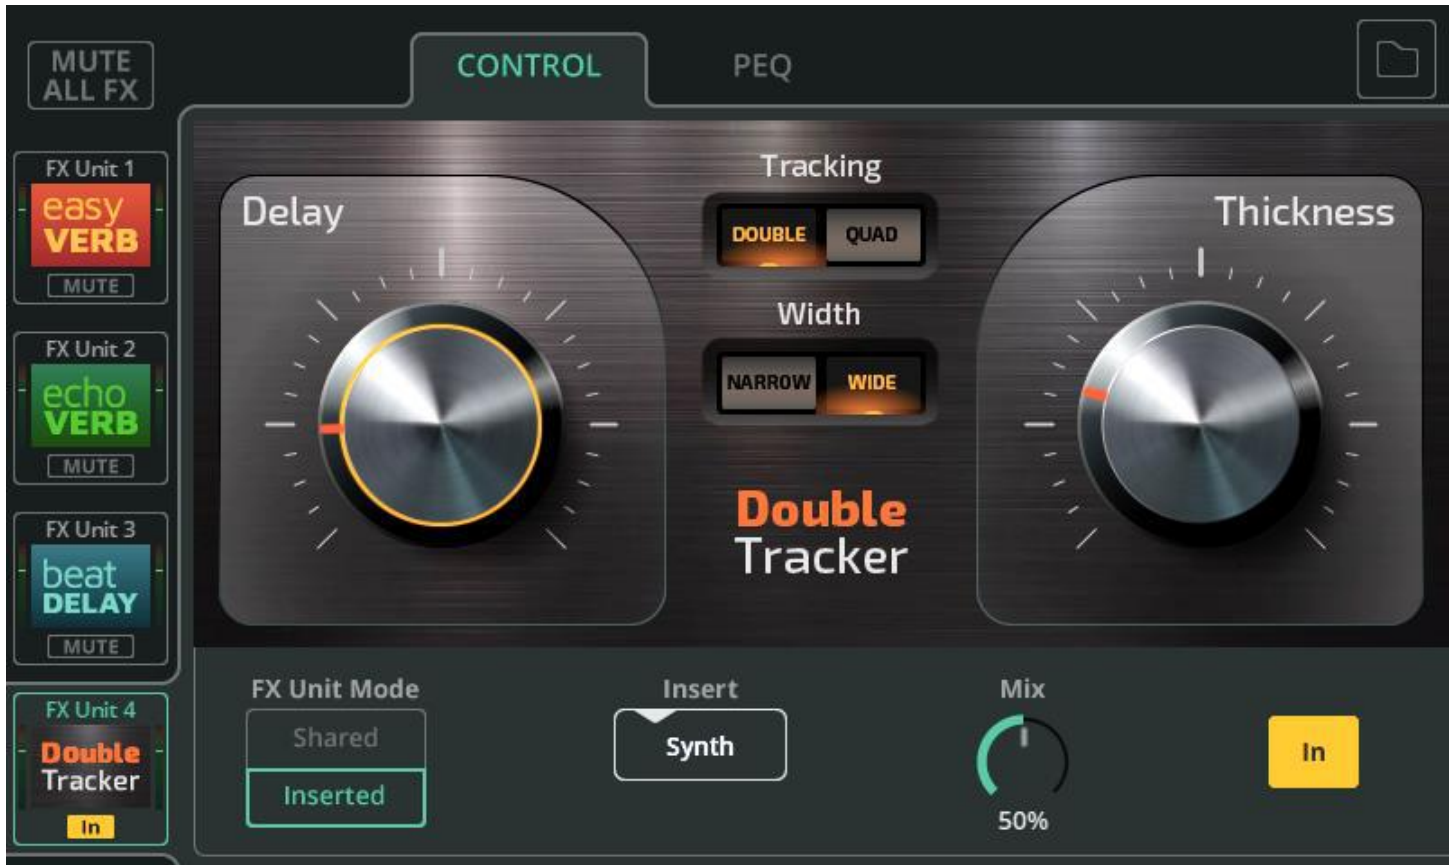 MUTE
ALL FX
CONTROL
PEQ
FX Unit 1
easy
VERB
MUTE
FX Unit 2
echo
VERB
MUTE
FX Unit 3
beat
DELAY
MUTE
FX Unit 4
Double
Tracker
In
Delay
Tracking
DOUBLE QUAD
Width
NARROW WIDE
Double
Tracker
Thickness
FX Unit Mode
Shared
Inserted
Insert
Synth
Mix
50%
In